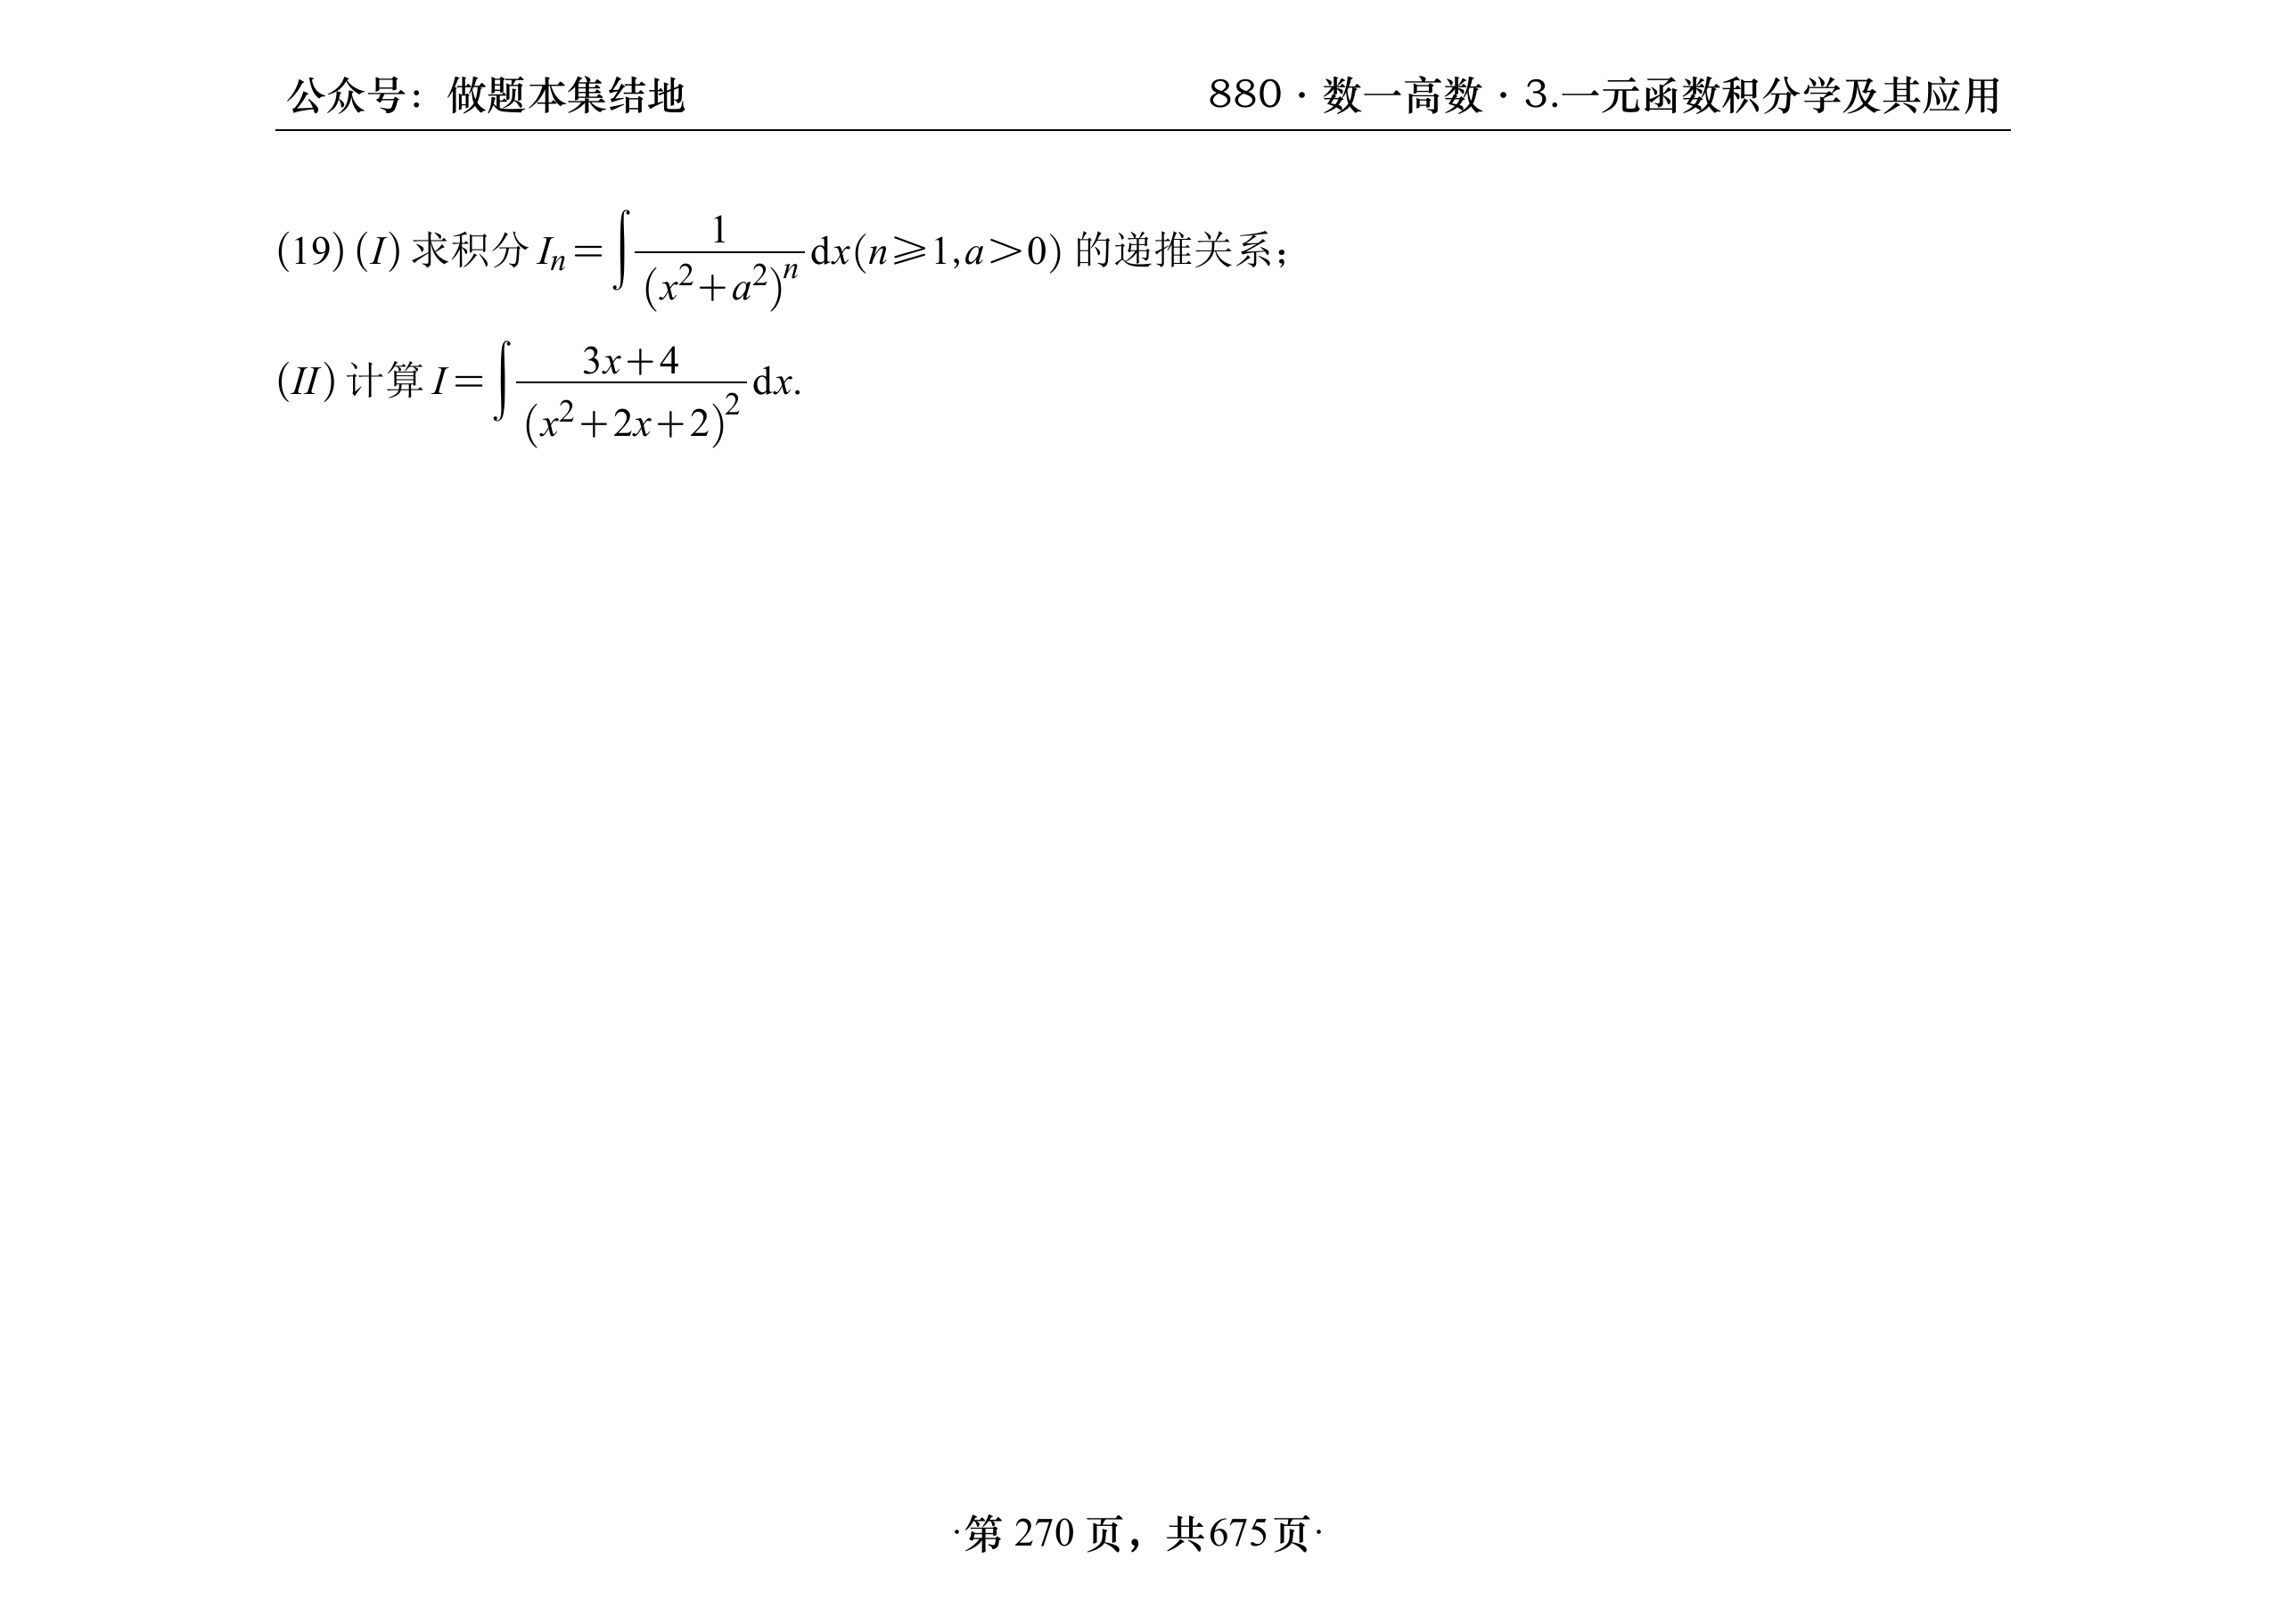 公众号：做题本集结地
880·数一高数·3.一元函数积分学及其应用
(19) (I) 求积分 $I_n=\int\frac{1}{(x^2+a^2)^n}\mathrm{d}x(n\geqslant 1,a>0)$ 的递推关系；
(II) 计算 $I=\int\frac{3x+4}{(x^2+2x+2)^2}\mathrm{d}x.$
·第 270 页，共675页·